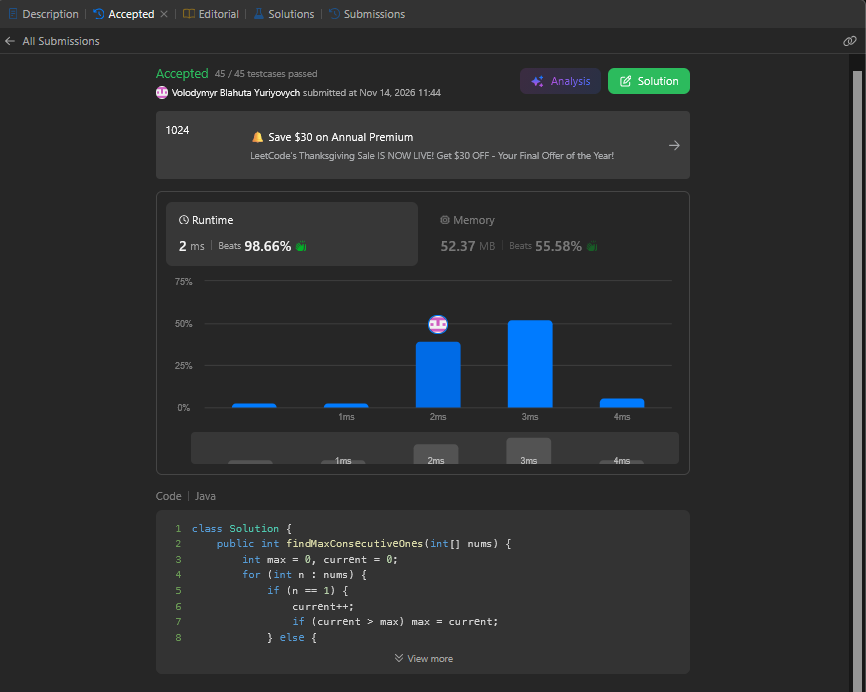 Description Accepted Editorial Solutions Submissions
All Submissions
Accepted 45 / 45 testcases passed
Volodymyr Blahuta Yuriyovych submitted at Nov 14, 2026 11:44
Analysis Solution
1024
Save $30 on Annual Premium
LeetCode's Thanksgiving Sale IS NOW LIVE! Get $30 OFF - Your Final Offer of the Year!
Runtime
2 ms Beats 98.66%
Memory
52.37 MB Beats 55.58%
75%
50%
25%
0%
1ms 2ms 3ms 4ms
1ms 2ms 3ms 4ms
Code Java
1 class Solution {
2 public int findMaxConsecutiveOnes(int[] nums) {
3 int max = 0, current = 0;
4 for (int n : nums) {
5 if (n == 1) {
6 current++;
7 if (current > max) max = current;
8 } else {
View more